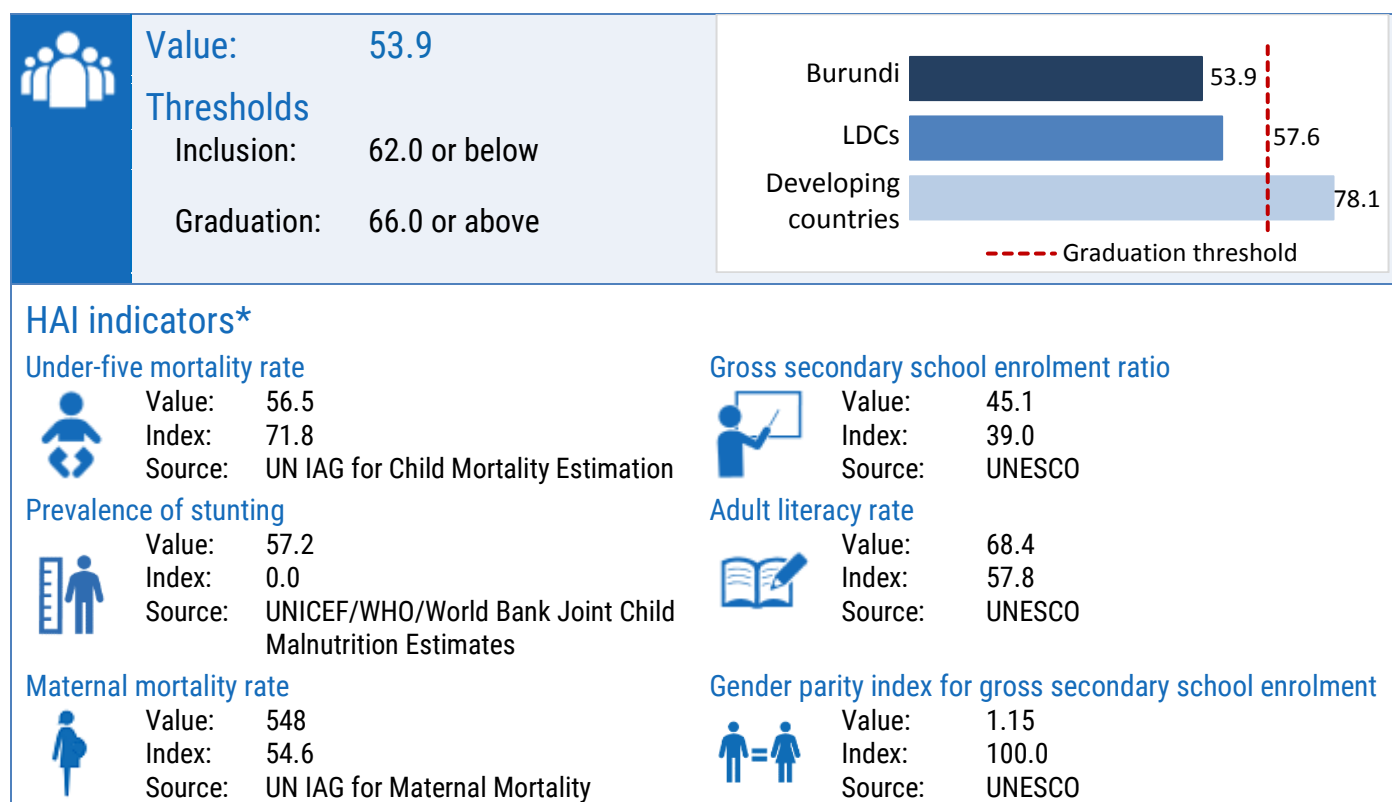 Value: 53.9
Thresholds
Inclusion: 62.0 or below
Graduation: 66.0 or above
Burundi 53.9
LDCs 57.6
Developing
countries 78.1
Graduation threshold
HAI indicators*
Under-five mortality rate
Value: 56.5
Index: 71.8
Source: UN IAG for Child Mortality Estimation
Prevalence of stunting
Value: 57.2
Index: 0.0
Source: UNICEF/WHO/World Bank Joint Child
Malnutrition Estimates
Maternal mortality rate
Value: 548
Index: 54.6
Source: UN IAG for Maternal Mortality
Gross secondary school enrolment ratio
Value: 45.1
Index: 39.0
Source: UNESCO
Adult literacy rate
Value: 68.4
Index: 57.8
Source: UNESCO
Gender parity index for gross secondary school enrolment
Value: 1.15
Index: 100.0
Source: UNESCO